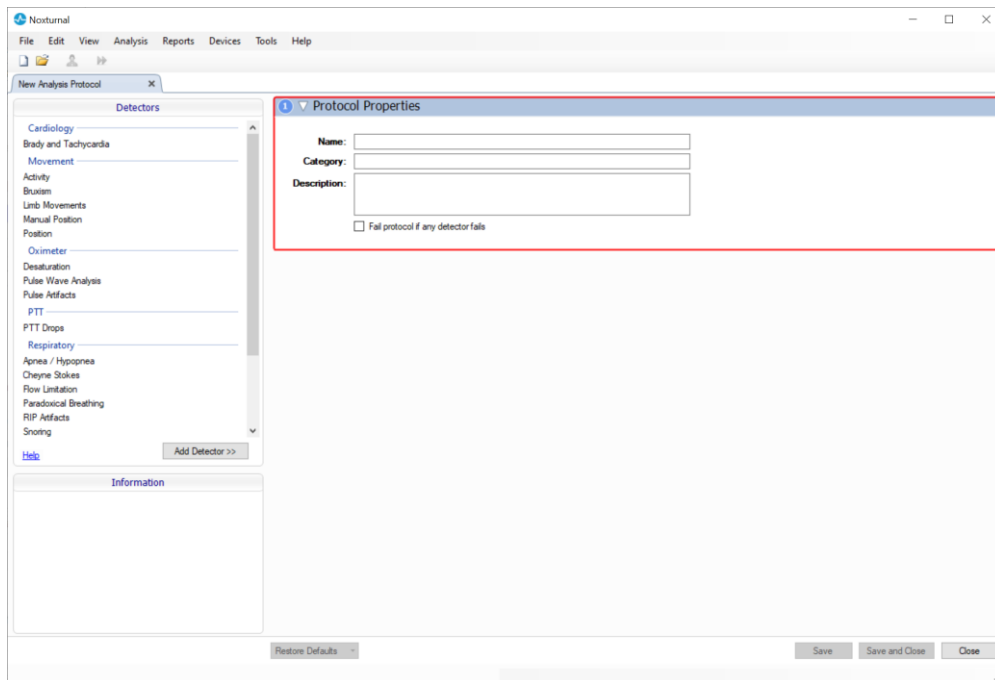 Noxturnal
File Edit View Analysis Reports Devices Tools Help
New Analysis Protocol
Detectors
Cardiology
Brady and Tachycardia
Movement
Activity
Bruxism
Limb Movements
Manual Position
Position
Oximeter
Desaturation
Pulse Wave Analysis
Pulse Artifacts
PTT
PTT Drops
Respiratory
Apnea / Hypopnea
Cheyne Stokes
Flow Limitation
Paradoxical Breathing
RIP Artifacts
Snoring
Help
Add Detector >>
Information
1 Protocol Properties
Name:
Category:
Description:
Fail protocol if any detector fails
Restore Defaults
Save Save and Close Close